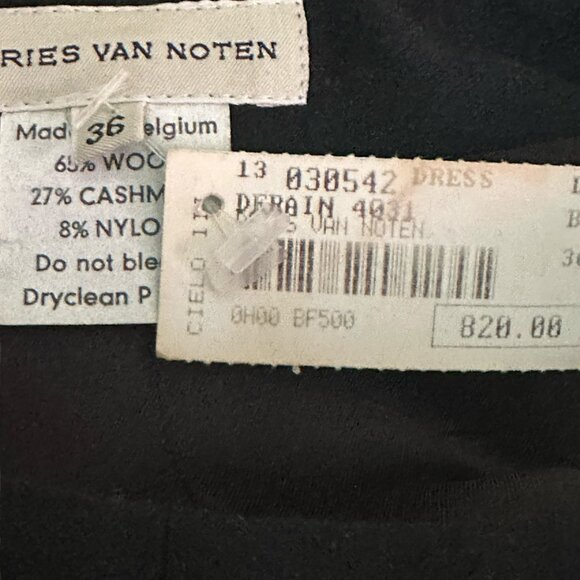 RIES VAN NOTEN
36
Mad elgium
65% WOO
27% CASHM
8% NYLO
Do not ble
Dryclean P
13 030542 DRESS
DERAIN 4031
S VAN NOTEN
0H00 BF500
820.00
CIELO